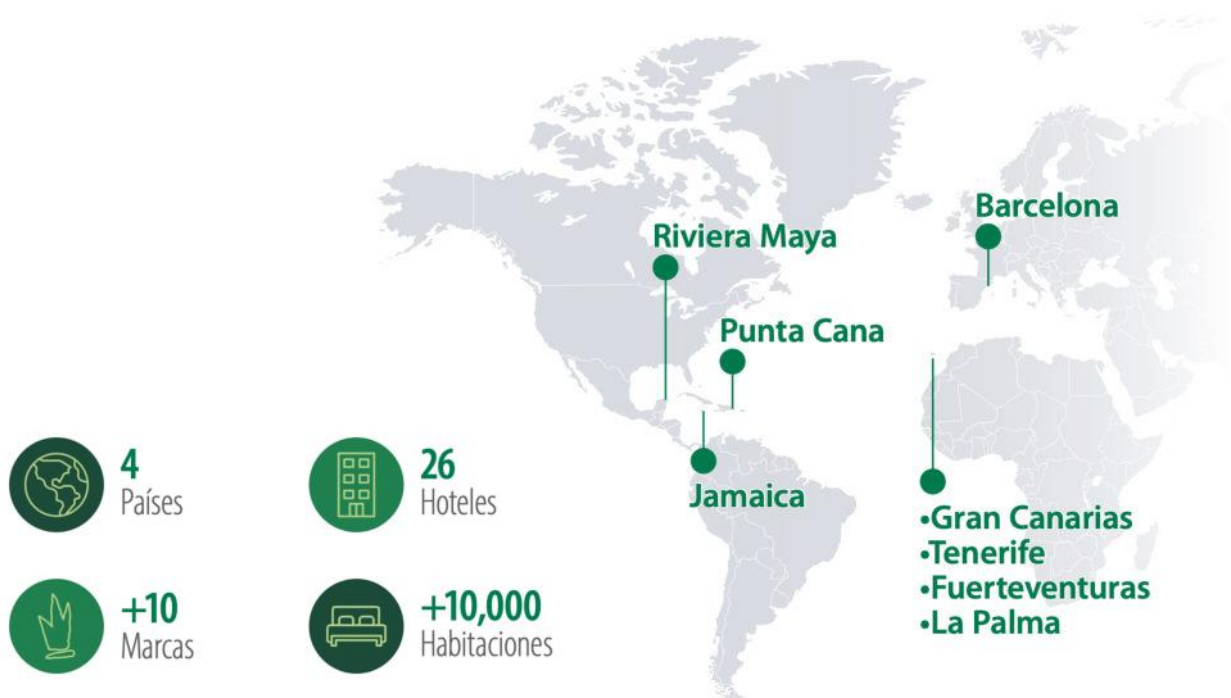 Barcelona
Riviera Maya
Punta Cana
4
Países
26
Hoteles
Jamaica
•Gran Canarias
•Tenerife
•Fuerteventuras
•La Palma
+10
Marcas
+10,000
Habitaciones